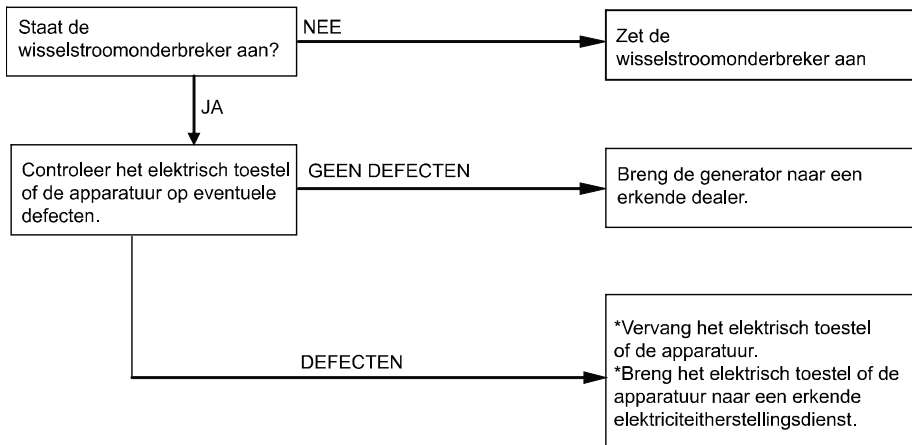 Staat de
wisselstroomonderbreker aan?
NEE
Zet de
wisselstroomonderbreker aan
JA
Controleer het elektrisch toestel
of de apparatuur op eventuele
defecten.
GEEN DEFECTEN
Breng de generator naar een
erkende dealer.
DEFECTEN
*Vervang het elektrisch toestel
of de apparatuur.
*Breng het elektrisch toestel of de
apparatuur naar een erkende
elektriciteitherstellingsdienst.